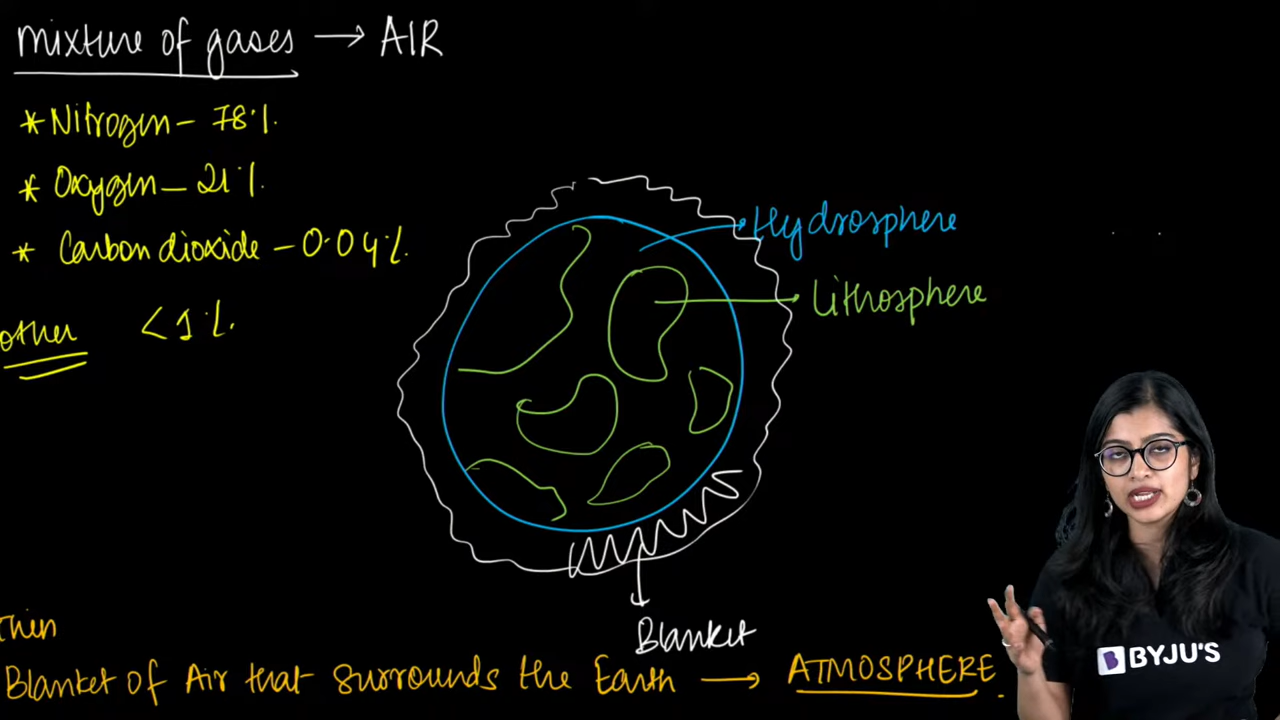 mixture of gases → AIR
* Nitrogen - 78%.
* Oxygen - 21%.
* Carbon dioxide - 0.04%.
other <1%.
Hydrosphere
Lithosphere
Blanket
Then
Blanket of Air that surrounds the Earth → ATMOSPHERE.
B BYJU'S